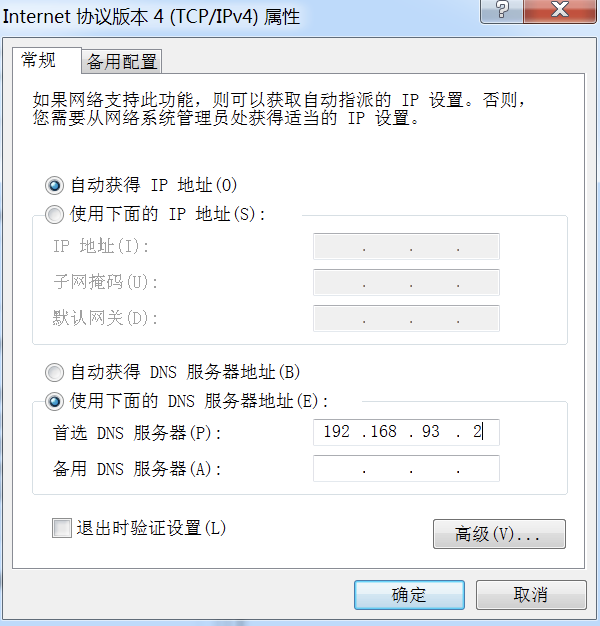 Internet 协议版本 4 (TCP/IPv4) 属性
?
常规
备用配置
如果网络支持此功能，则可以获取自动指派的 IP 设置。否则，
您需要从网络系统管理员处获得适当的 IP 设置。
自动获得 IP 地址(O)
使用下面的 IP 地址(S):
IP 地址(I):
. . .
子网掩码(U):
. . .
默认网关(D):
. . .
自动获得 DNS 服务器地址(B)
使用下面的 DNS 服务器地址(E):
首选 DNS 服务器(P):
192 .168 . 93 . 2
备用 DNS 服务器(A):
. . .
退出时验证设置(L)
高级(V)...
确定
取消